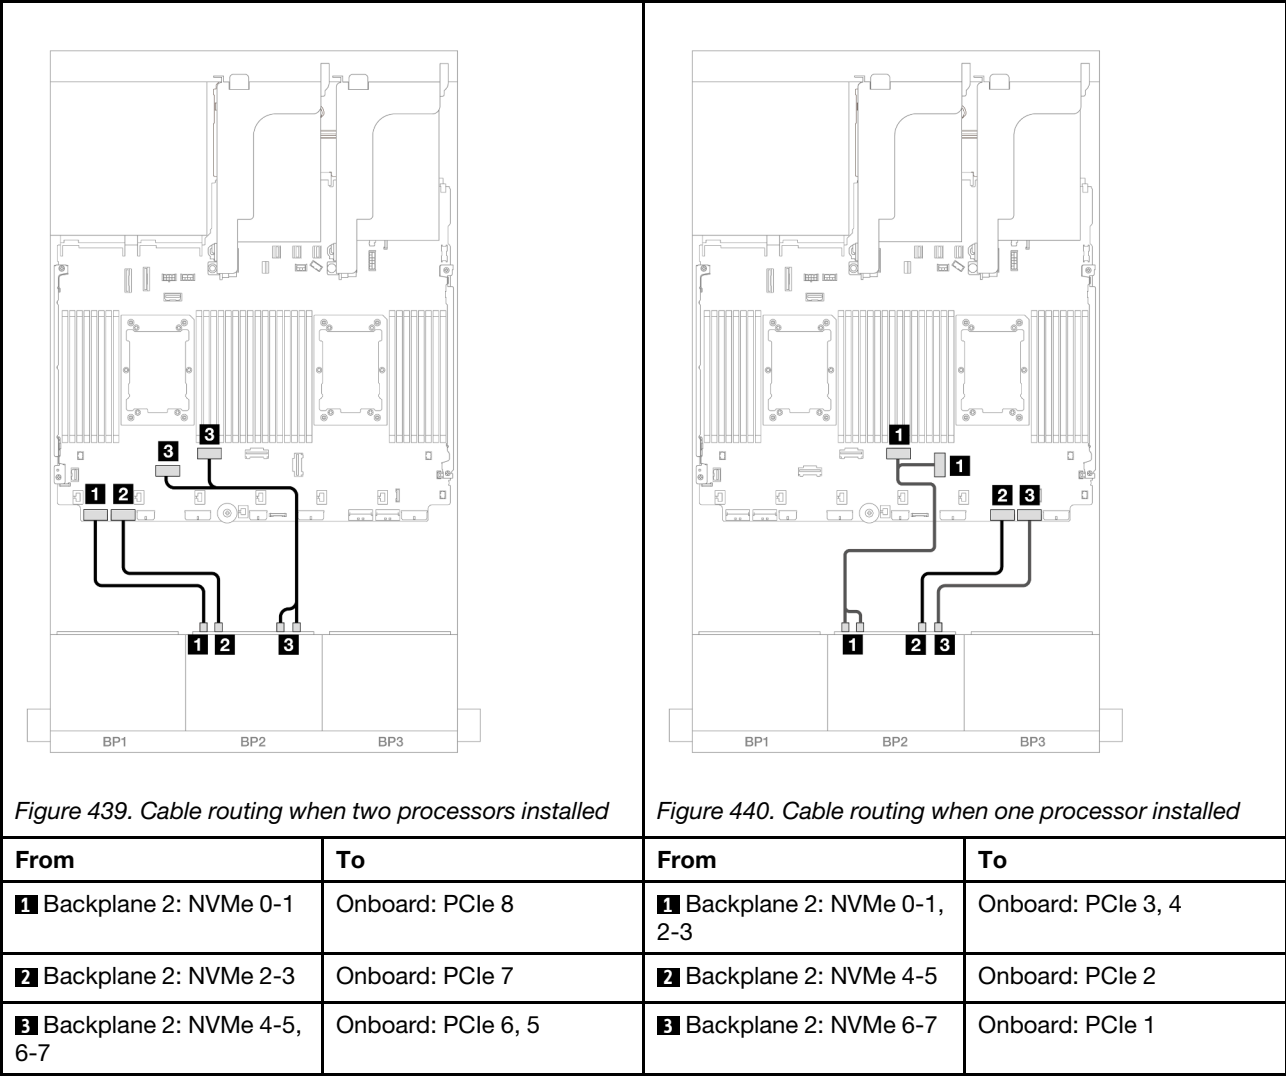 3
3
1 2
1 2 3
BP1 BP2 BP3
Figure 439. Cable routing when two processors installed
1
1
2 3
1 2 3
BP1 BP2 BP3
Figure 440. Cable routing when one processor installed
From To From To
1 Backplane 2: NVMe 0-1 Onboard: PCIe 8 1 Backplane 2: NVMe 0-1,
2-3 Onboard: PCIe 3, 4
2 Backplane 2: NVMe 2-3 Onboard: PCIe 7 2 Backplane 2: NVMe 4-5 Onboard: PCIe 2
3 Backplane 2: NVMe 4-5,
6-7 Onboard: PCIe 6, 5 3 Backplane 2: NVMe 6-7 Onboard: PCIe 1